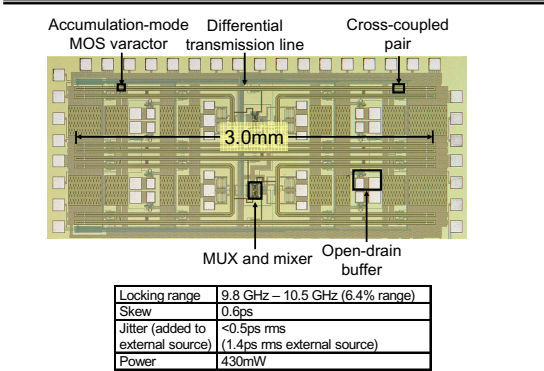 Accumulation-mode
MOS varactor
Differential
transmission line
Cross-coupled
pair
3.0mm
MUX and mixer
Open-drain
buffer
Locking range 9.8 GHz – 10.5 GHz (6.4% range)
Skew 0.6ps
Jitter (added to external source) <0.5ps rms
(1.4ps rms external source)
Power 430mW